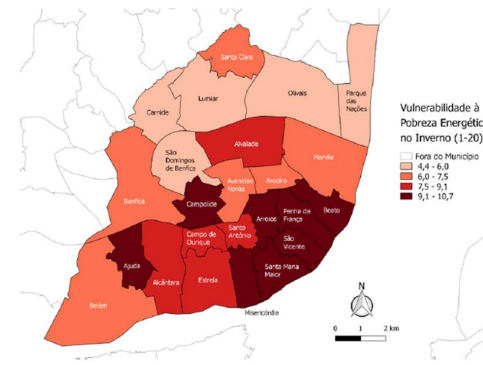 Santa Clara
Olivais
Lumiar
Parque
das
Nações
Carnide
Alvalade
São
Domingos
de Benfica
Marvila
Avenidas
Novas
Areeiro
Benfica
Campolide
Arroios
Penha de
França
Beato
Campo de
Ourique
Santo
António
São
Vicente
Ajuda
Alcântara
Estrela
Santa Maria
Maior
Belém
Misericórdia
Vulnerabilidade à
Pobreza Energétic
no Inverno (1-20)
Fora do Município
4,4 - 6,0
6,0 - 7,5
7,5 - 9,1
9,1 - 10,7
N
0 1 2 km